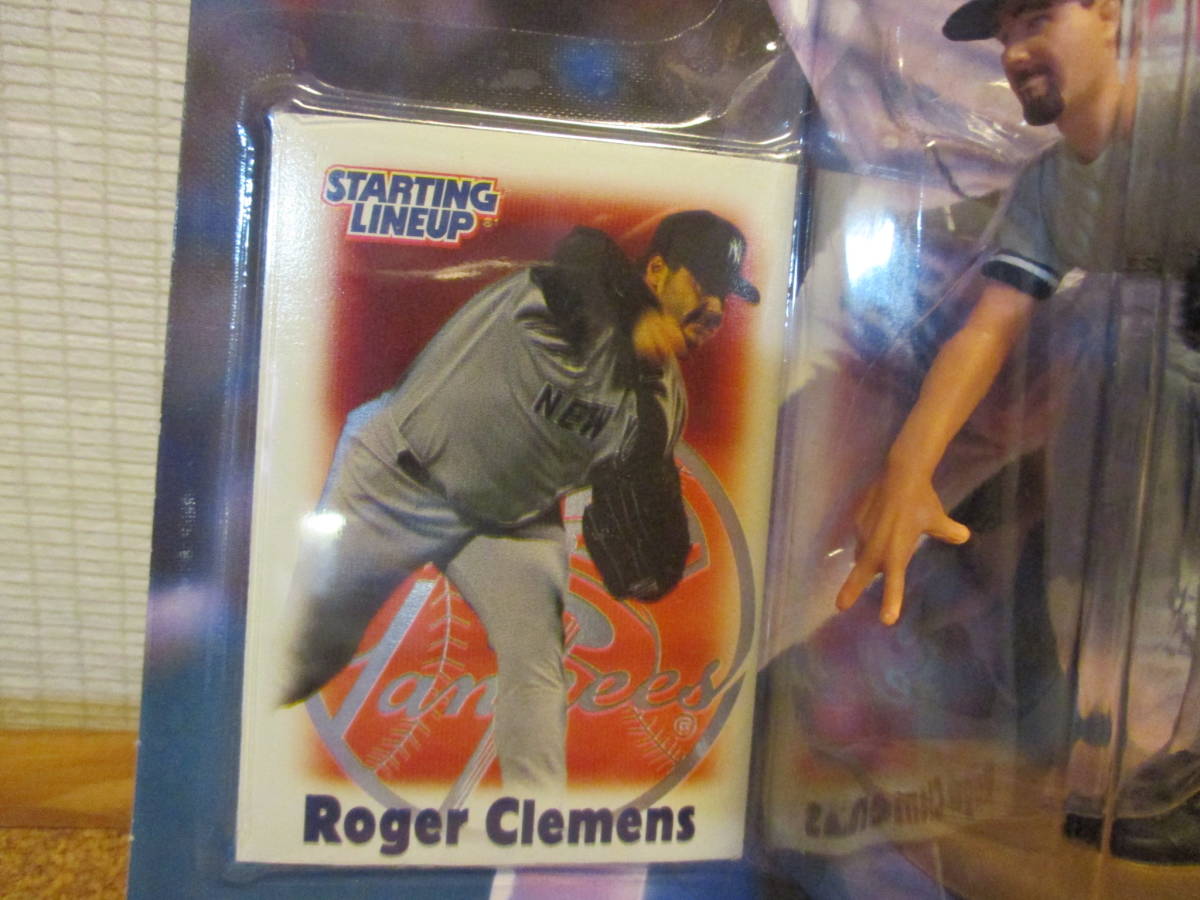 STARTING
LINEUP
NEW
Yankees
®
Roger Clemens